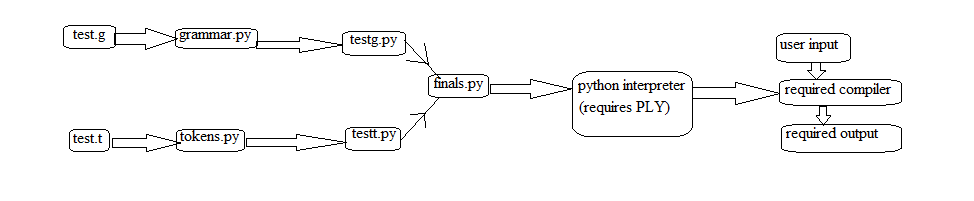 test.g
grammar.py
testg.py
test.t
tokens.py
testt.py
finals.py
python interpreter
(requires PLY)
user input
required compiler
required output